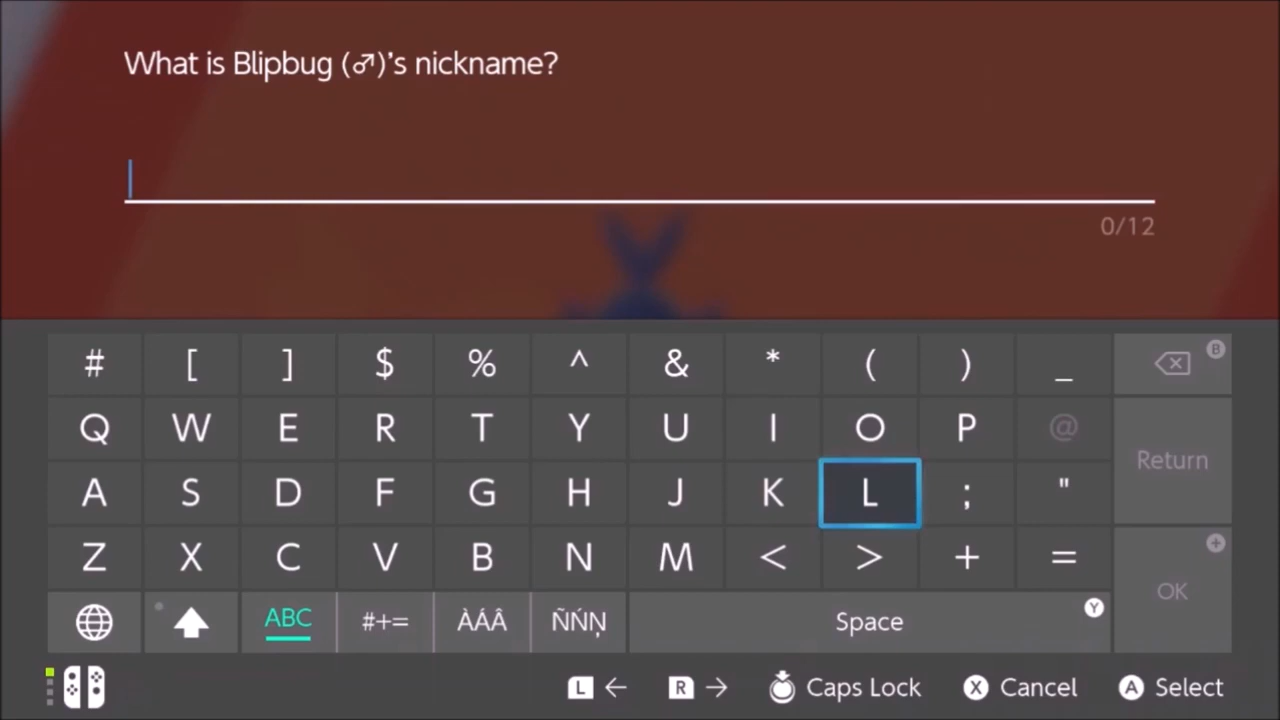 What is Blipbug (♂)'s nickname?
0/12
# [ ] $ % ^ & * ( ) _ B
Q W E R T Y U I O P @
Return
A S D F G H J K L ; "
Z X C V B N M < > + = +
OK
ABC #+= ÀÁÂ ÑŃŅ Space Y
L ← R → Caps Lock X Cancel A Select